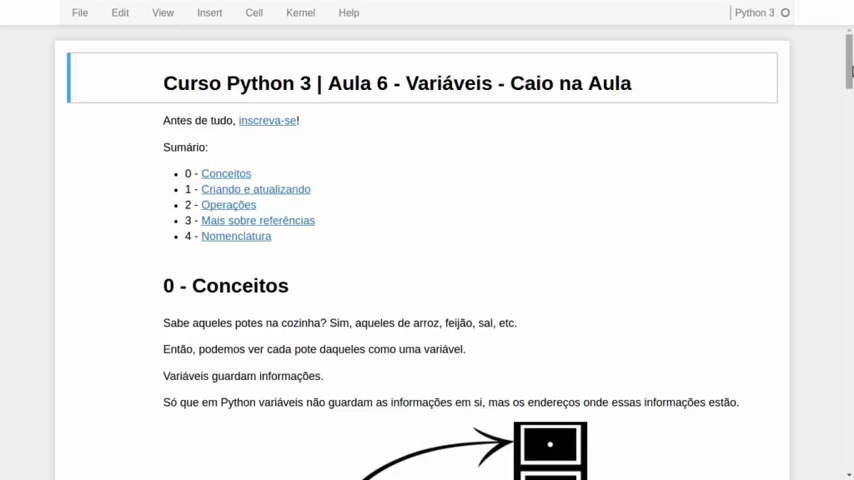 File Edit View Insert Cell Kernel Help Python 3
Curso Python 3 | Aula 6 - Variáveis - Caio na Aula
Antes de tudo, inscreva-se!
Sumário:
0 - Conceitos
1 - Criando e atualizando
2 - Operações
3 - Mais sobre referências
4 - Nomenclatura
0 - Conceitos
Sabe aqueles potes na cozinha? Sim, aqueles de arroz, feijão, sal, etc.
Então, podemos ver cada pote daqueles como uma variável.
Variáveis guardam informações.
Só que em Python variáveis não guardam as informações em si, mas os endereços onde essas informações estão.